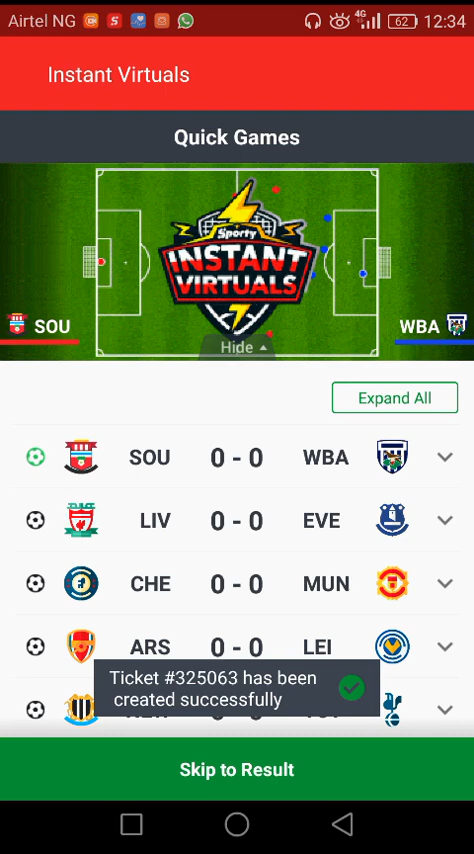 Airtel NG 4G 62 12:34
Instant Virtuals
Quick Games
Sporty
INSTANT
VIRTUALS
SOU WBA
Hide
Expand All
SOU 0 - 0 WBA
LIV 0 - 0 EVE
CHE 0 - 0 MUN
ARS 0 - 0 LEI
Ticket #325063 has been
created successfully
Skip to Result